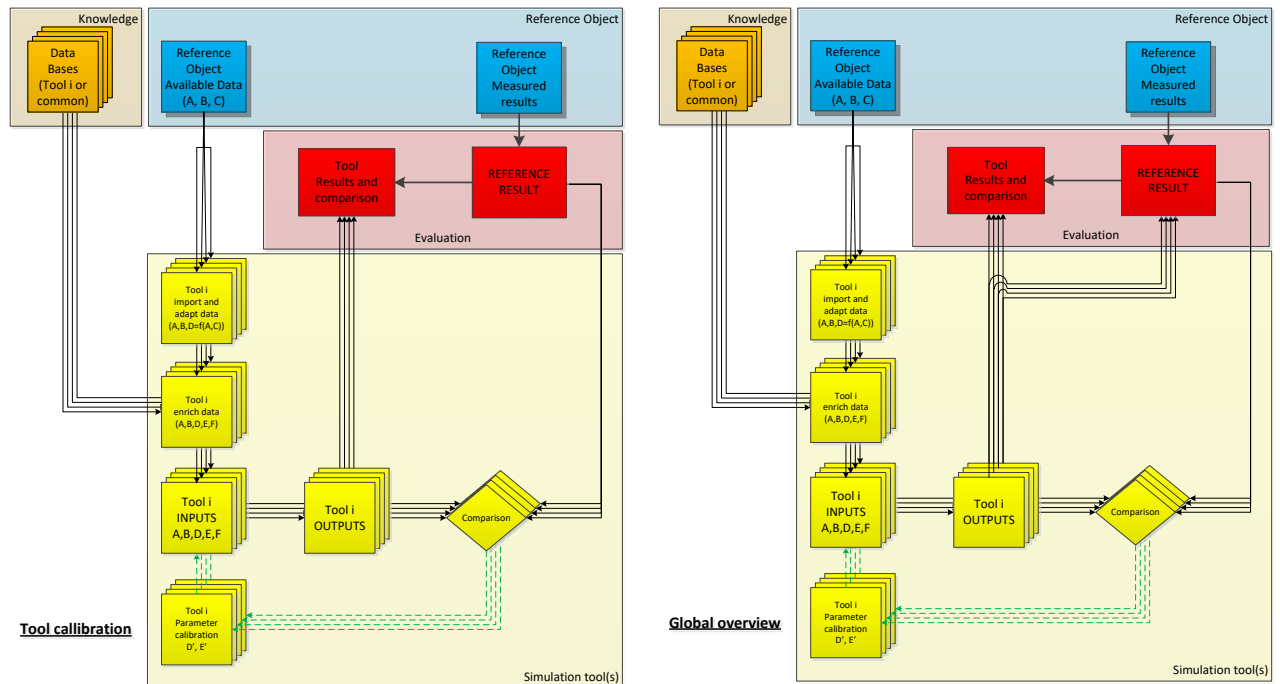 Knowledge
Reference Object
Data
Bases
(Tool i or
common)
Reference
Object
Available Data
(A, B, C)
Reference
Object
Measured
results
Tool
Results and
comparison
REFERENCE
RESULT
Evaluation
Tool i
import and
adapt data
(A,B,D=f(A,C))
Tool i
enrich data
(A,B,D,E,F)
Tool i
INPUTS
A,B,D,E,F
Tool i
OUTPUTS
Comparison
Tool i
Parameter
calibration
D', E'
Tool callibration
Simulation tool(s)
Knowledge
Reference Object
Data
Bases
(Tool i or
common)
Reference
Object
Available Data
(A, B, C)
Reference
Object
Measured
results
Tool
Results and
comparison
REFERENCE
RESULT
Evaluation
Tool i
import and
adapt data
(A,B,D=f(A,C))
Tool i
enrich data
(A,B,D,E,F)
Tool i
INPUTS
A,B,D,E,F
Tool i
OUTPUTS
Comparison
Tool i
Parameter
calibration
D', E'
Global overview
Simulation tool(s)